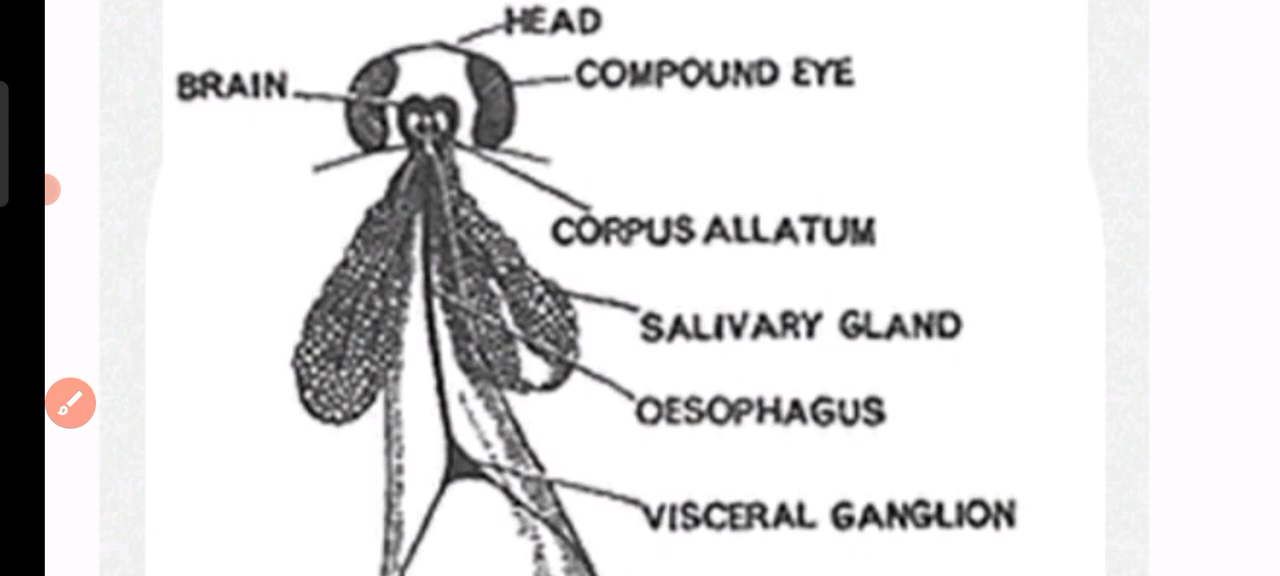 HEAD
COMPOUND EYE
BRAIN
CORPUS ALLATUM
SALIVARY GLAND
OESOPHAGUS
VISCERAL GANGLION